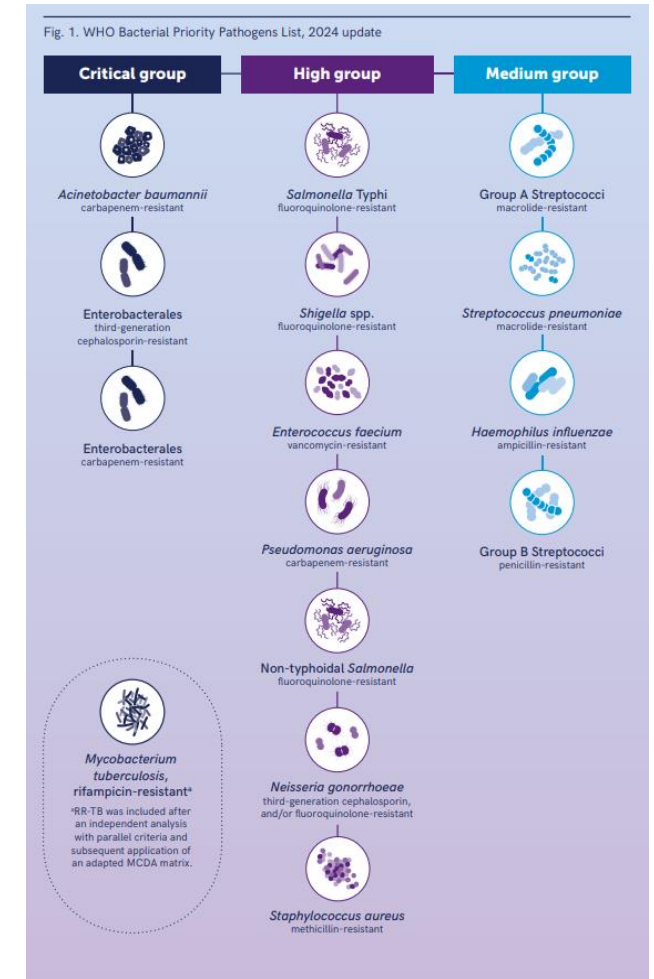 Fig. 1. WHO Bacterial Priority Pathogens List, 2024 update
Critical group
Acinetobacter baumannii
carbapenem-resistant
Enterobacterales
third-generation
cephalosporin-resistant
Enterobacterales
carbapenem-resistant
Mycobacterium
tuberculosis,
rifampicin-resistantª
ªRR-TB was included after
an independent analysis
with parallel criteria and
subsequent application of
an adapted MCDA matrix.
High group
Salmonella Typhi
fluoroquinolone-resistant
Shigella spp.
fluoroquinolone-resistant
Enterococcus faecium
vancomycin-resistant
Pseudomonas aeruginosa
carbapenem-resistant
Non-typhoidal Salmonella
fluoroquinolone-resistant
Neisseria gonorrhoeae
third-generation cephalosporin,
and/or fluoroquinolone-resistant
Staphylococcus aureus
methicillin-resistant
Medium group
Group A Streptococci
macrolide-resistant
Streptococcus pneumoniae
macrolide-resistant
Haemophilus influenzae
ampicillin-resistant
Group B Streptococci
penicillin-resistant